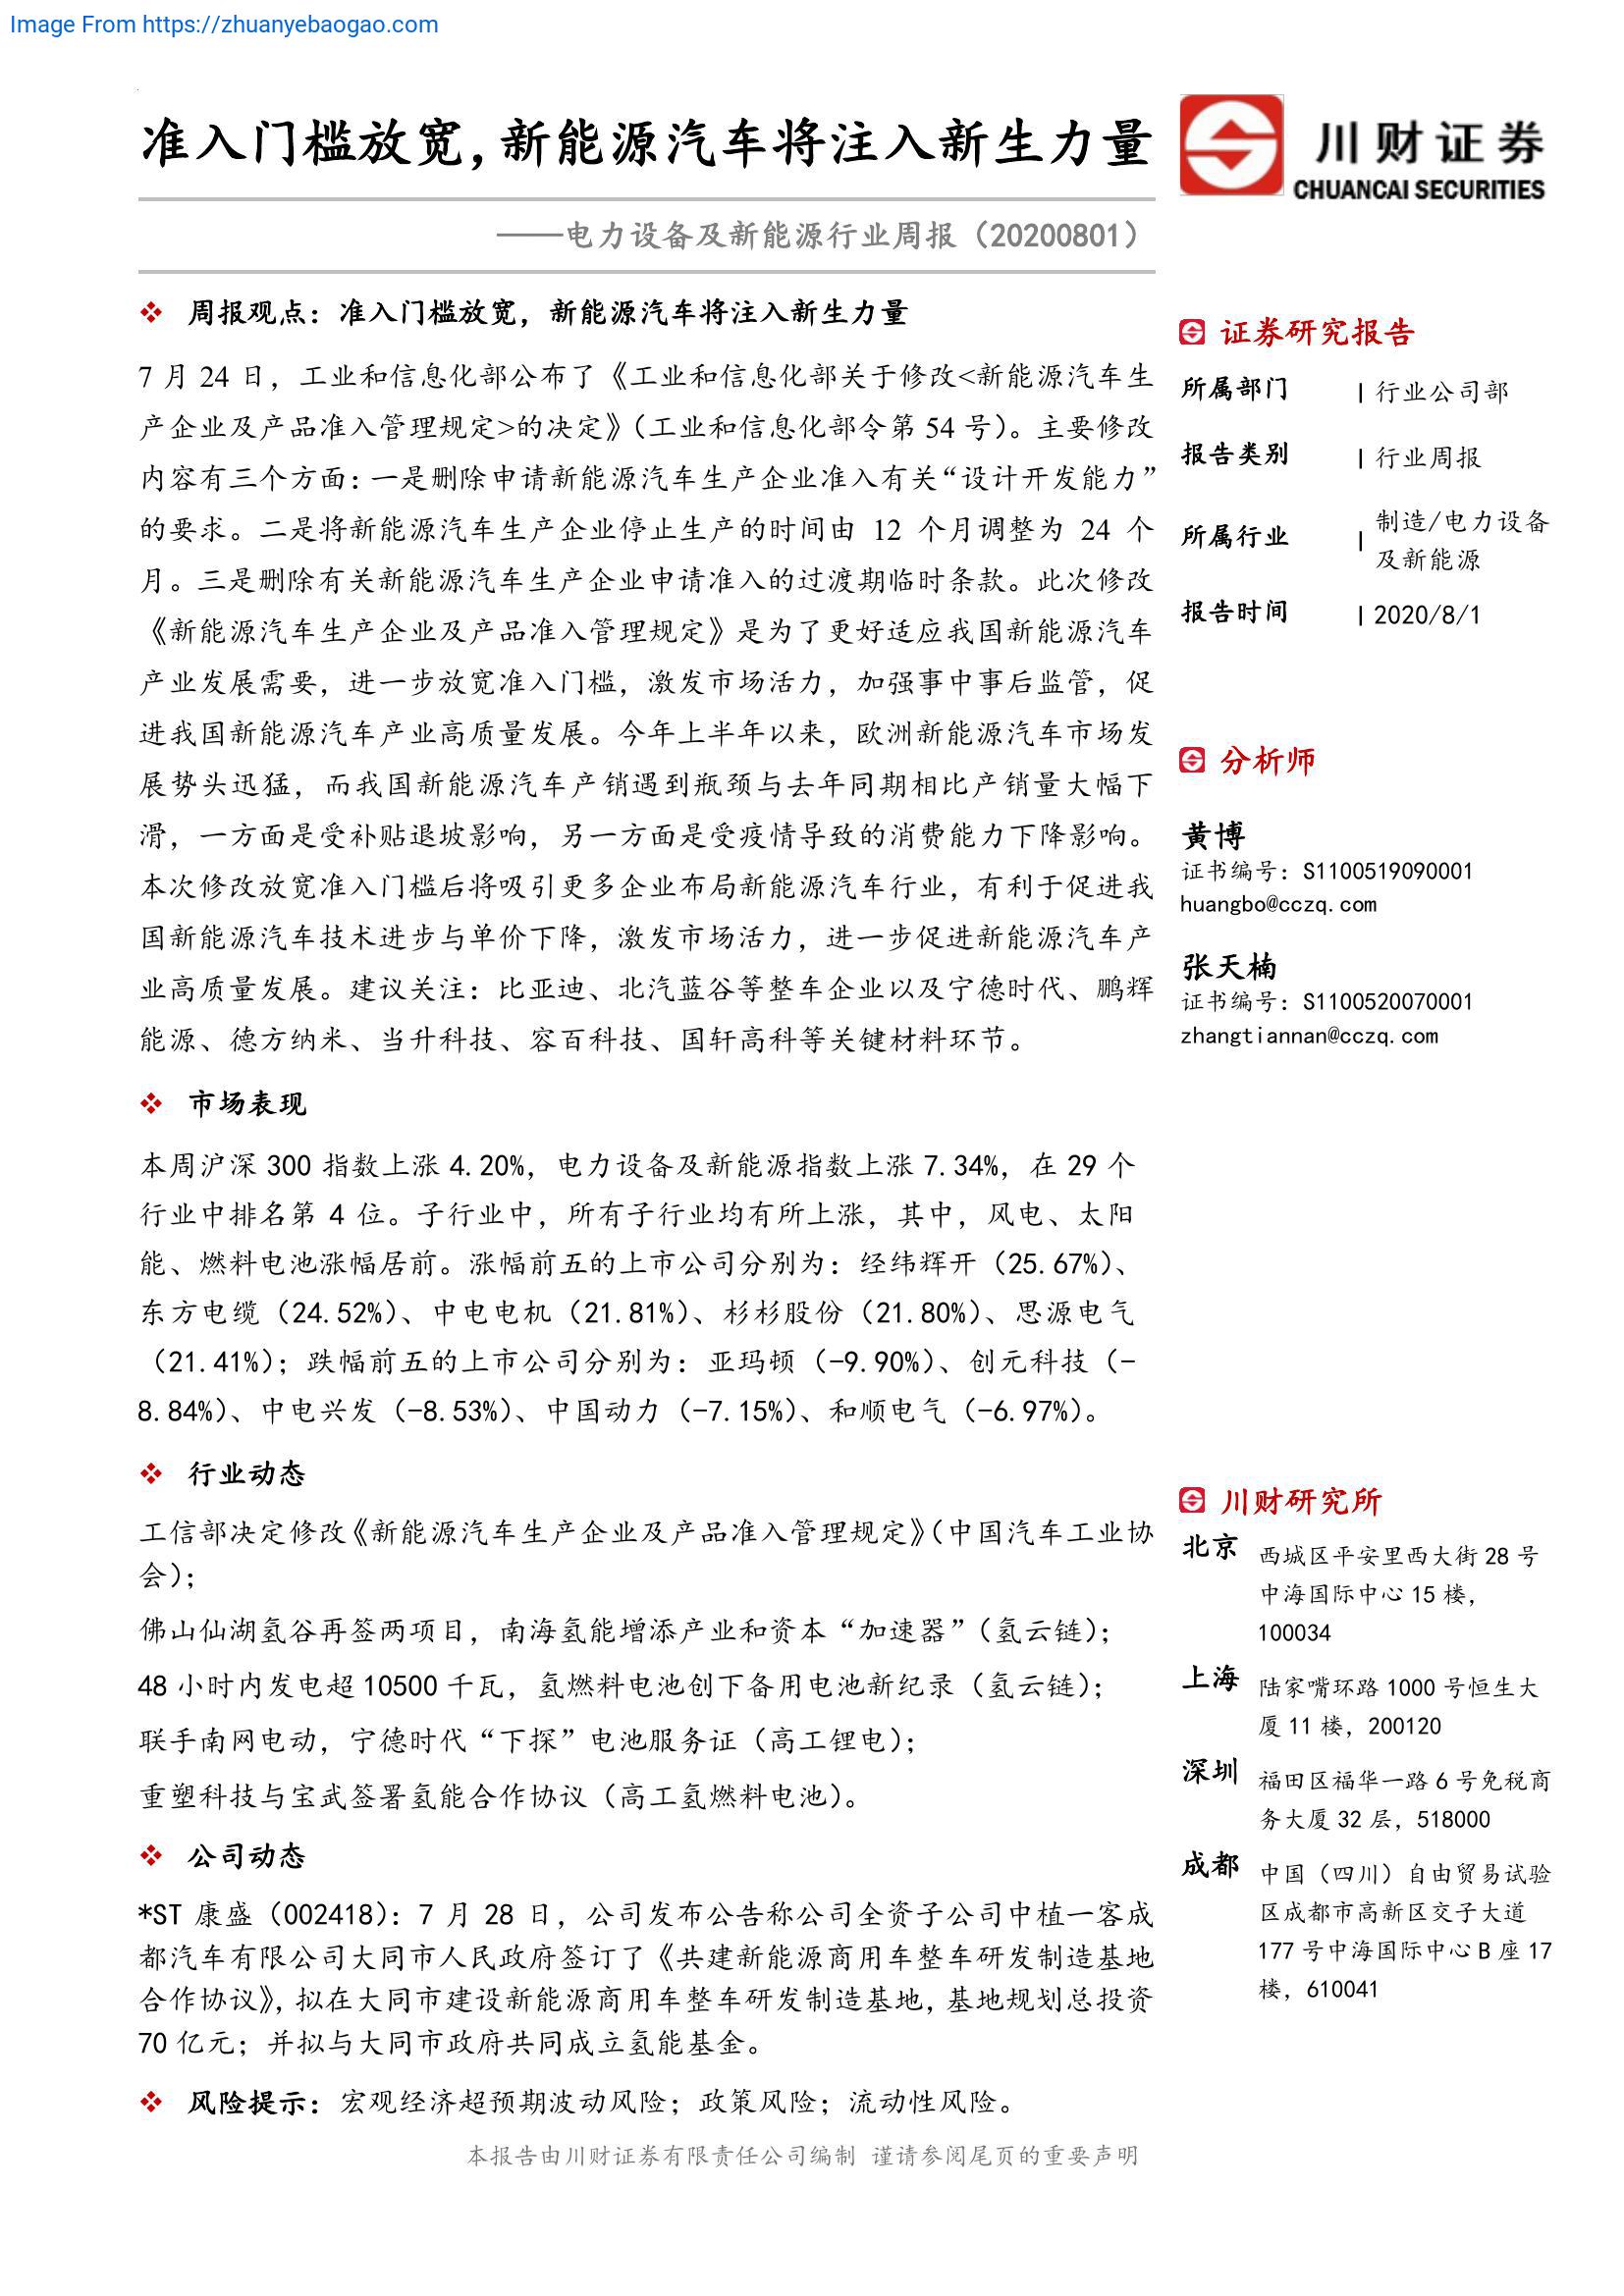 Image From https://zhuanyebaogao.com
准入门槛放宽，新能源汽车将注入新生力量
——电力设备及新能源行业周报（20200801）
❖ 周报观点：准入门槛放宽，新能源汽车将注入新生力量
7 月 24 日，工业和信息化部公布了《工业和信息化部关于修改<新能源汽车生
产企业及产品准入管理规定>的决定》（工业和信息化部令第 54 号）。主要修改
内容有三个方面：一是删除申请新能源汽车生产企业准入有关“设计开发能力”
的要求。二是将新能源汽车生产企业停止生产的时间由 12 个月调整为 24 个
月。三是删除有关新能源汽车生产企业申请准入的过渡期临时条款。此次修改
《新能源汽车生产企业及产品准入管理规定》是为了更好适应我国新能源汽车
产业发展需要，进一步放宽准入门槛，激发市场活力，加强事中事后监管，促
进我国新能源汽车产业高质量发展。今年上半年以来，欧洲新能源汽车市场发
展势头迅猛，而我国新能源汽车产销遇到瓶颈与去年同期相比产销量大幅下
滑，一方面是受补贴退坡影响，另一方面是受疫情导致的消费能力下降影响。
本次修改放宽准入门槛后将吸引更多企业布局新能源汽车行业，有利于促进我
国新能源汽车技术进步与单价下降，激发市场活力，进一步促进新能源汽车产
业高质量发展。建议关注：比亚迪、北汽蓝谷等整车企业以及宁德时代、鹏辉
能源、德方纳米、当升科技、容百科技、国轩高科等关键材料环节。
❖ 市场表现
本周沪深 300 指数上涨 4.20%，电力设备及新能源指数上涨 7.34%，在 29 个
行业中排名第 4 位。子行业中，所有子行业均有所上涨，其中，风电、太阳
能、燃料电池涨幅居前。涨幅前五的上市公司分别为：经纬辉开（25.67%）、
东方电缆（24.52%）、中电电机（21.81%）、杉杉股份（21.80%）、思源电气
（21.41%）；跌幅前五的上市公司分别为：亚玛顿（-9.90%）、创元科技（-
8.84%）、中电兴发（-8.53%）、中国动力（-7.15%）、和顺电气（-6.97%）。
❖ 行业动态
工信部决定修改《新能源汽车生产企业及产品准入管理规定》（中国汽车工业协
会）；
佛山仙湖氢谷再签两项目，南海氢能增添产业和资本“加速器”（氢云链）；
48 小时内发电超 10500 千瓦，氢燃料电池创下备用电池新纪录（氢云链）；
联手南网电动，宁德时代“下探”电池服务证（高工锂电）；
重塑科技与宝武签署氢能合作协议（高工氢燃料电池）。
❖ 公司动态
*ST 康盛（002418）：7 月 28 日，公司发布公告称公司全资子公司中植一客成
都汽车有限公司大同市人民政府签订了《共建新能源商用车整车研发制造基地
合作协议》，拟在大同市建设新能源商用车整车研发制造基地，基地规划总投资
70 亿元；并拟与大同市政府共同成立氢能基金。
❖ 风险提示：宏观经济超预期波动风险；政策风险；流动性风险。
川财证券
CHUANCAI SECURITIES
证券研究报告
所属部门 | 行业公司部
报告类别 | 行业周报
所属行业 | 制造/电力设备
及新能源
报告时间 | 2020/8/1
分析师
黄博
证书编号：S1100519090001
huangbo@cczq.com
张天楠
证书编号：S1100520070001
zhangtiannan@cczq.com
川财研究所
北京 西城区平安里西大街 28 号
中海国际中心 15 楼，
100034
上海 陆家嘴环路 1000 号恒生大
厦 11 楼，200120
深圳 福田区福华一路 6 号免税商
务大厦 32 层，518000
成都 中国（四川）自由贸易试验
区成都市高新区交子大道
177 号中海国际中心 B 座 17
楼，610041
本报告由川财证券有限责任公司编制 谨请参阅尾页的重要声明